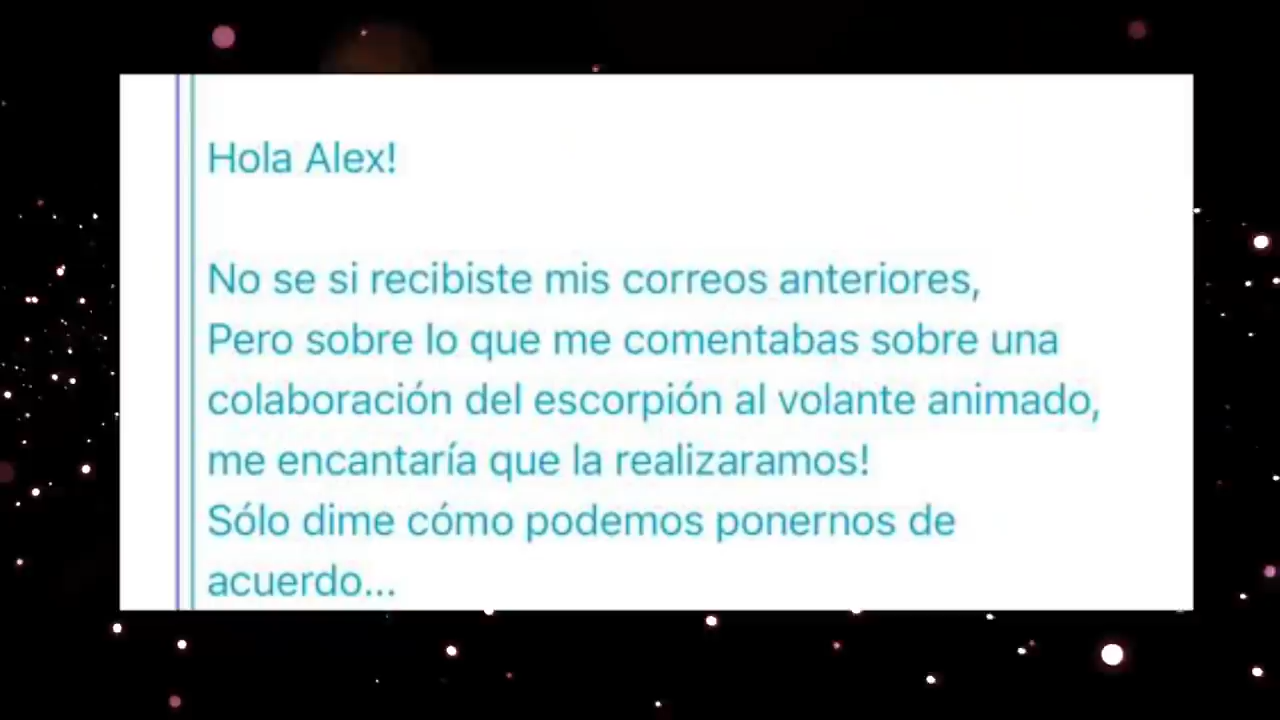 Hola Alex!
No se si recibiste mis correos anteriores,
Pero sobre lo que me comentabas sobre una
colaboración del escorpión al volante animado,
me encantaría que la realizaramos!
Sólo dime cómo podemos ponernos de
acuerdo...